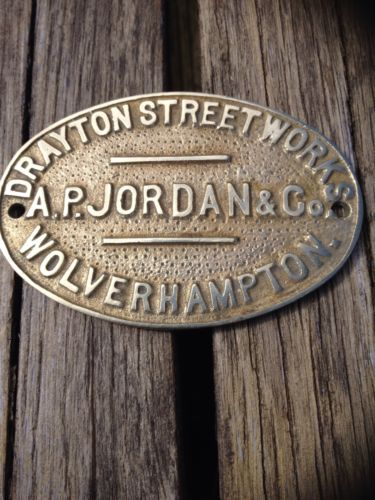 DRAYTON STREET WORKS
A.P. JORDAN & Co.
WOLVERHAMPTON.